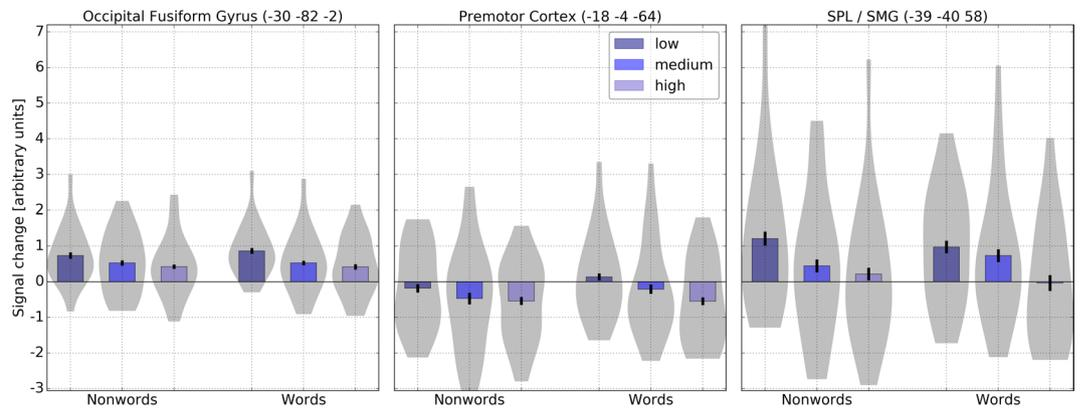 Occipital Fusiform Gyrus (-30 -82 -2)
Premotor Cortex (-18 -4 -64)
SPL / SMG (-39 -40 58)
Signal change [arbitrary units]
7
6
5
4
3
2
1
0
-1
-2
-3
low
medium
high
Nonwords
Words
Nonwords
Words
Nonwords
Words